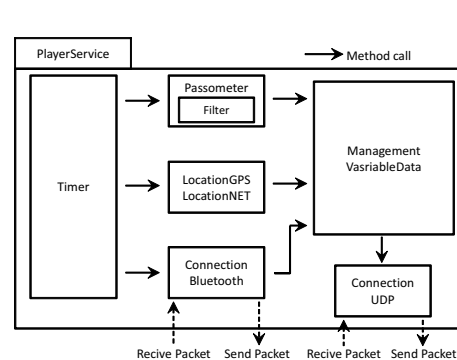 PlayerService
Method call
Passometer
Filter
Management
VasriableData
Timer
LocationGPS
LocationNET
Connection
Bluetooth
Connection
UDP
Recive Packet
Send Packet
Recive Packet
Send Packet